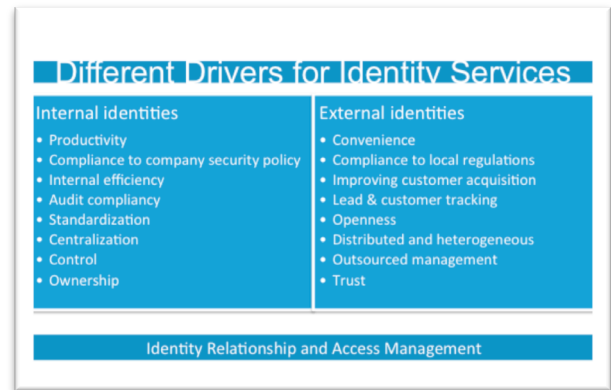 Different Drivers for Identity Services
Internal identities
• Productivity
• Compliance to company security policy
• Internal efficiency
• Audit compliancy
• Standardization
• Centralization
• Control
• Ownership
External identities
• Convenience
• Compliance to local regulations
• Improving customer acquisition
• Lead & customer tracking
• Openness
• Distributed and heterogeneous
• Outsourced management
• Trust
Identity Relationship and Access Management